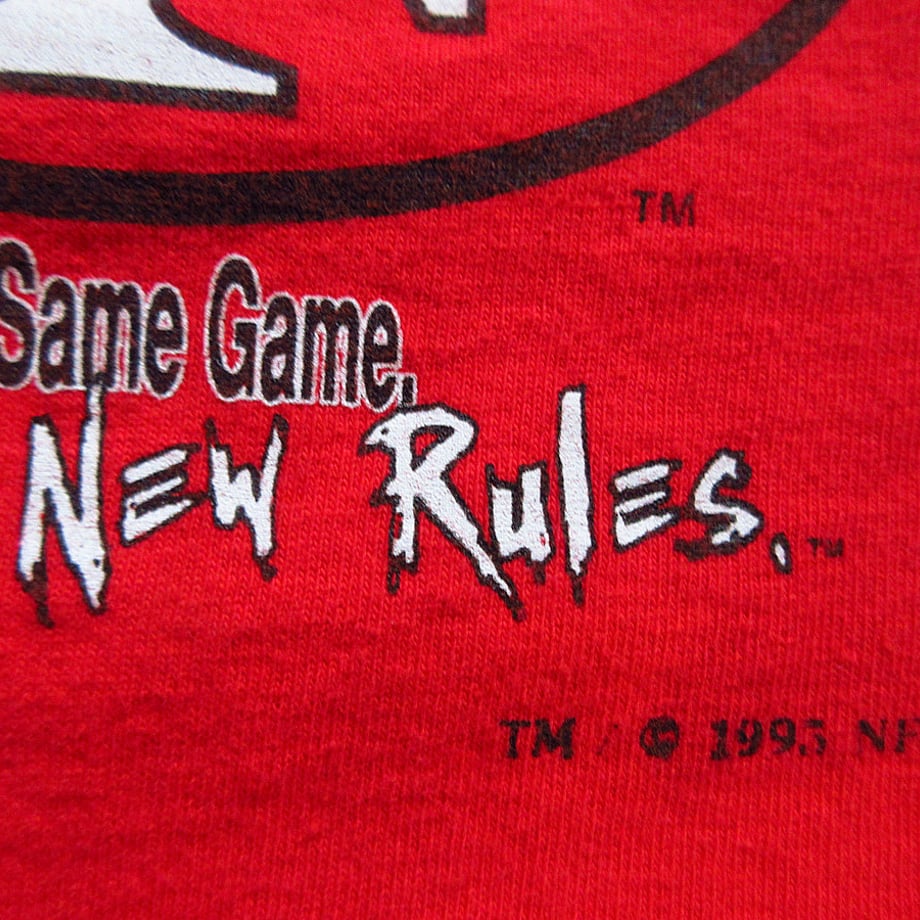 TM
Same Game.
New Rules.™
TM / © 1995 NF